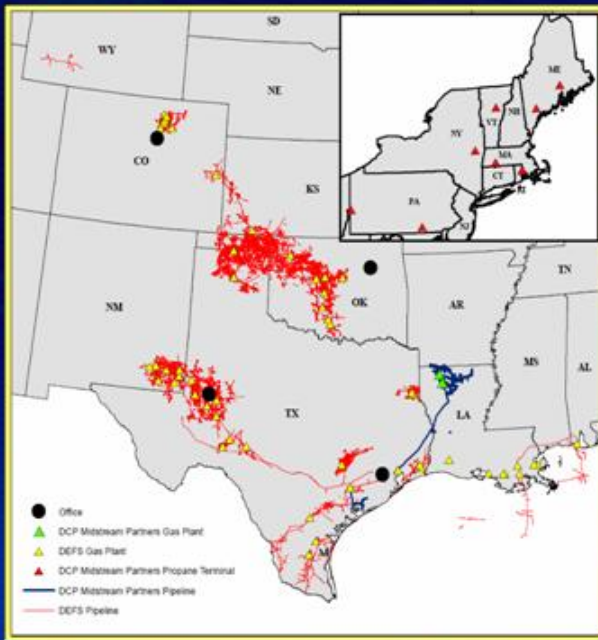 SD
WY
NE
ME
VT
NH
NY
MA
CT
RI
PA
NJ
CO
KS
TN
OK
AR
NM
MS
AL
TX
LA
Office
DCP Midstream Partners Gas Plant
DEFS Gas Plant
DCP Midstream Partners Propane Terminal
DCP Midstream Partners Pipeline
DEFS Pipeline
M